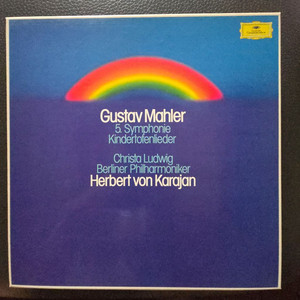 Gustav Mahler
5. Symphonie
Kindertotenlieder
Christa Ludwig
Berliner Philharmoniker
Herbert von Karajan